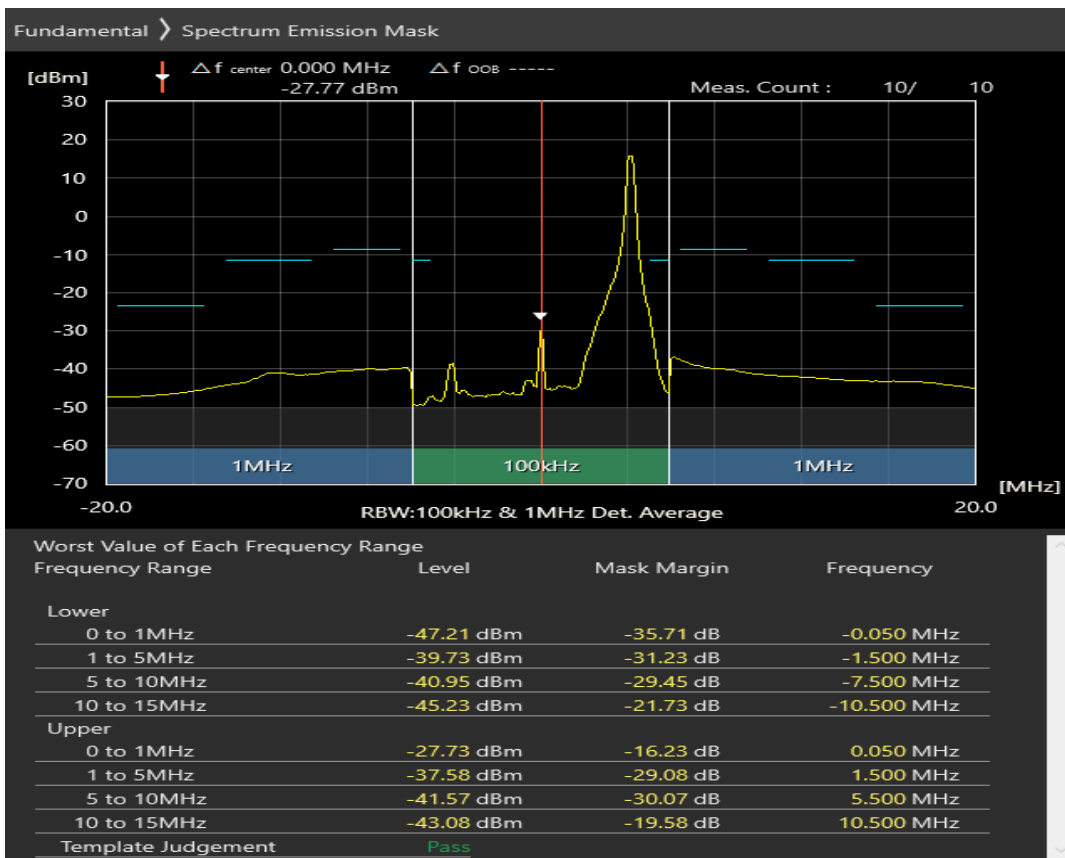 Fundamental ❭ Spectrum Emission Mask
[dBm] △f center 0.000 MHz △f OOB -----
-27.77 dBm Meas. Count : 10/ 10
30
20
10
0
-10
-20
-30
-40
-50
-60
-70
1MHz 100kHz 1MHz
[MHz]
-20.0 RBW:100kHz & 1MHz Det. Average 20.0
Worst Value of Each Frequency Range
Frequency Range Level Mask Margin Frequency
Lower
0 to 1MHz -47.21 dBm -35.71 dB -0.050 MHz
1 to 5MHz -39.73 dBm -31.23 dB -1.500 MHz
5 to 10MHz -40.95 dBm -29.45 dB -7.500 MHz
10 to 15MHz -45.23 dBm -21.73 dB -10.500 MHz
Upper
0 to 1MHz -27.73 dBm -16.23 dB 0.050 MHz
1 to 5MHz -37.58 dBm -29.08 dB 1.500 MHz
5 to 10MHz -41.57 dBm -30.07 dB 5.500 MHz
10 to 15MHz -43.08 dBm -19.58 dB 10.500 MHz
Template Judgement Pass